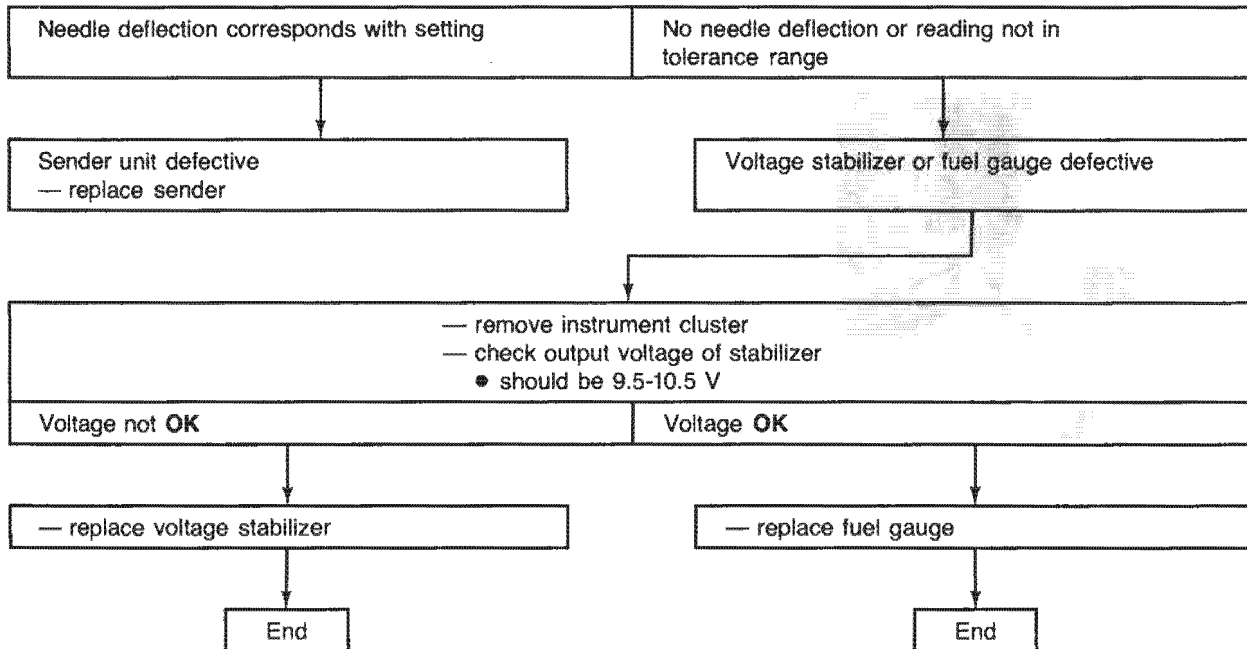 Needle deflection corresponds with setting
No needle deflection or reading not in
tolerance range
Sender unit defective
— replace sender
Voltage stabilizer or fuel gauge defective
— remove instrument cluster
— check output voltage of stabilizer
● should be 9.5-10.5 V
Voltage not OK
Voltage OK
— replace voltage stabilizer
— replace fuel gauge
End
End